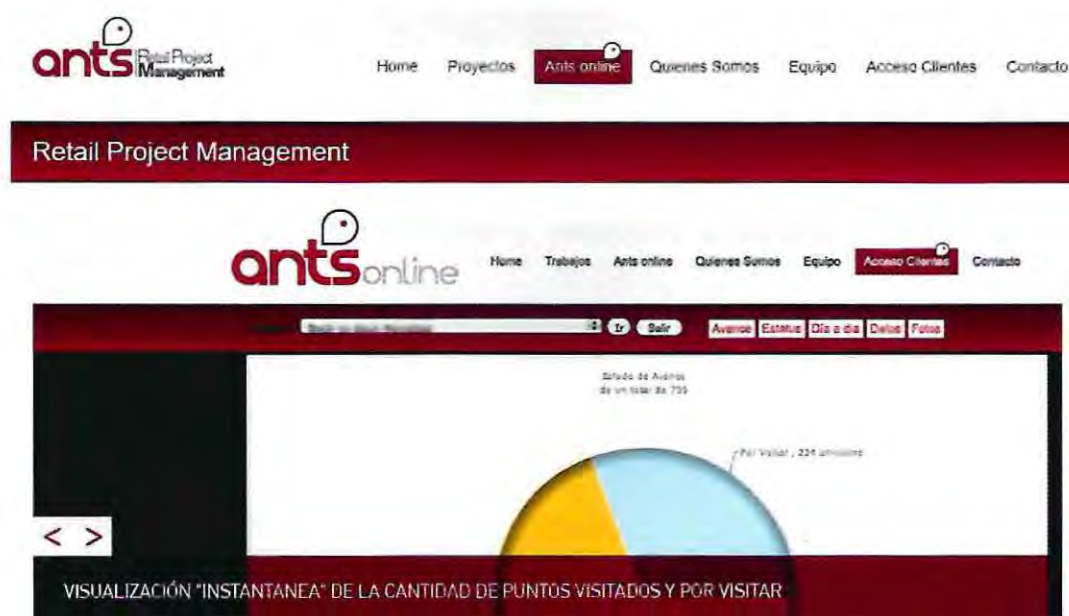 ants Retail Project Management
Home Proyectos Ants online Quienes Somos Equipo Acceso Clientes Contacto
Retail Project Management
antsonline
Home Trabajos Ants online Quienes Somos Equipo Acceso Clientes Contacto
Ir Salir Avance Estatus Dia a dia Datos Fotos
Estado de Avance
de un total de 735
Por Visitar , 224 unidades
< >
VISUALIZACIÓN "INSTANTANEA" DE LA CANTIDAD DE PUNTOS VISITADOS Y POR VISITAR